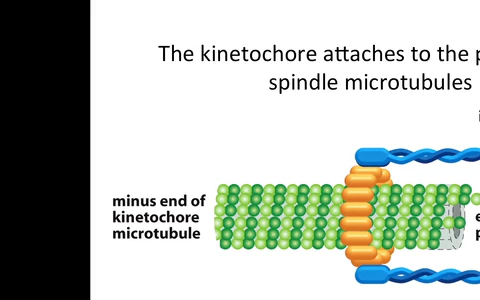 The kinetochore attaches to the
spindle microtubules
minus end of
kinetochore
microtubule